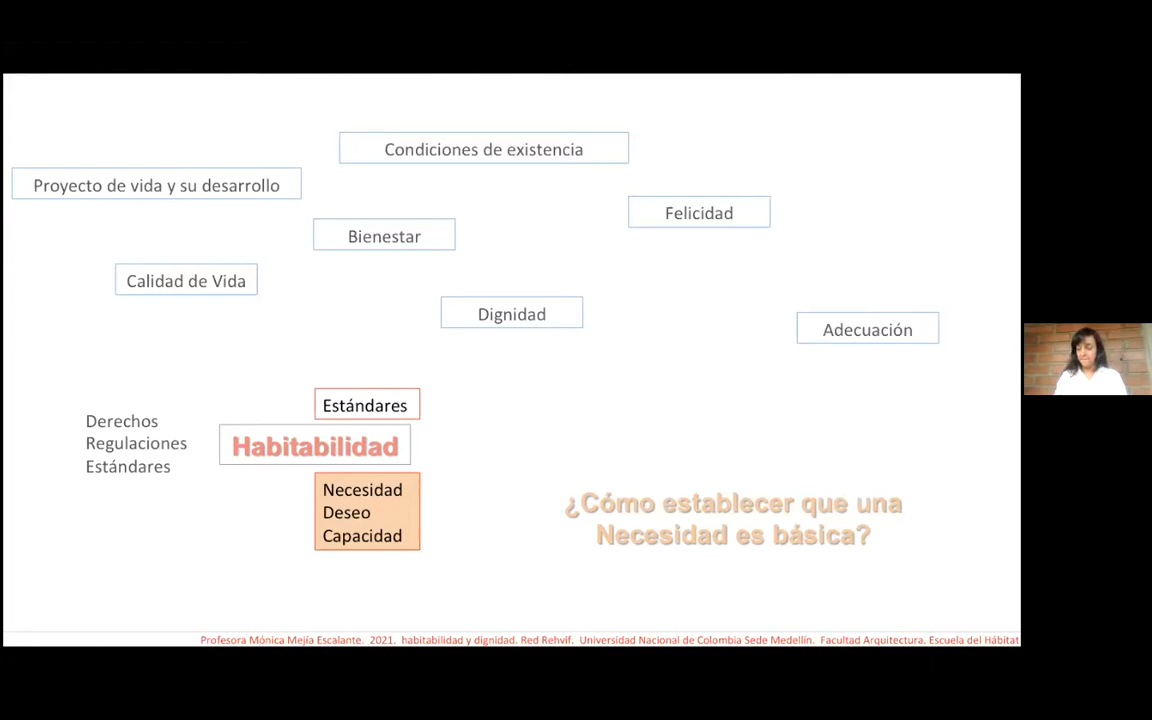 Condiciones de existencia
Proyecto de vida y su desarrollo
Felicidad
Bienestar
Calidad de Vida
Dignidad
Adecuación
Estándares
Derechos
Regulaciones
Estándares
Habitabilidad
Necesidad
Deseo
Capacidad
¿Cómo establecer que una
Necesidad es básica?
Profesora Mónica Mejía Escalante. 2021. habitabilidad y dignidad. Red Rehvif. Universidad Nacional de Colombia Sede Medellín. Facultad Arquitectura. Escuela del Hábitat